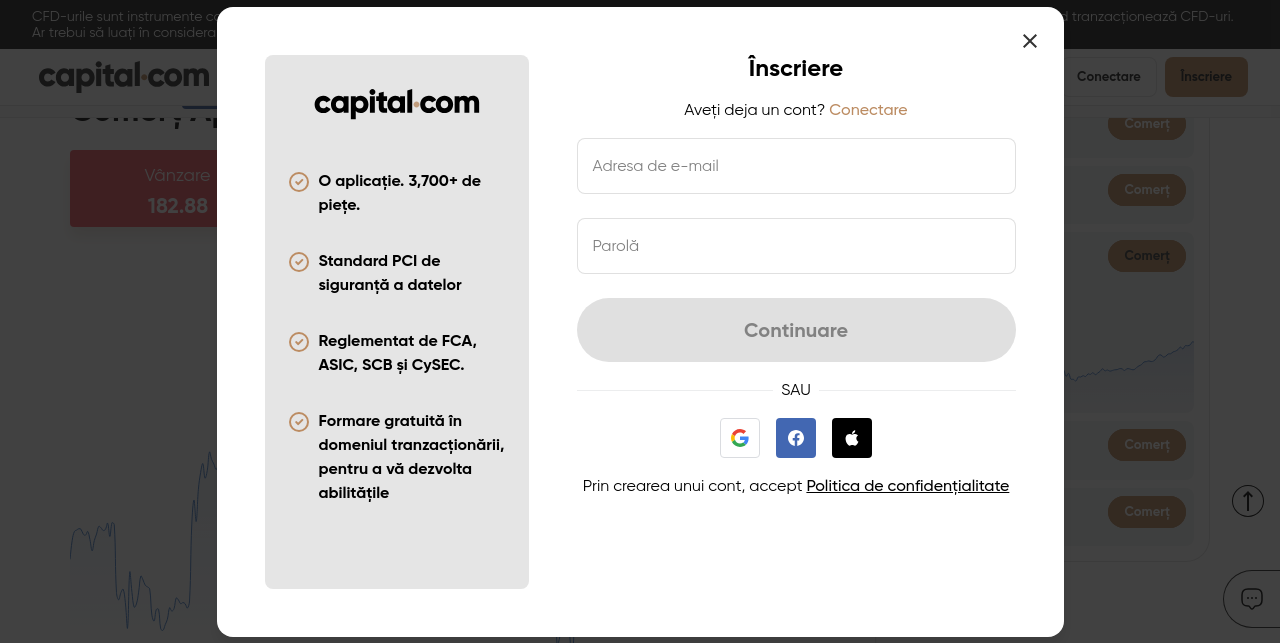 CFD-urile sunt instrumente
d tranzacționează CFD-uri.
Ar trebui să luați în considera
capital.com
Conectare
Înscriere
Vânzare
182.88
Comerț
Comerț
Comerț
Comerț
Comerț
capital.com
O aplicație. 3,700+ de
piețe.
Standard PCI de
siguranță a datelor
Reglementat de FCA,
ASIC, SCB și CySEC.
Formare gratuită în
domeniul tranzacționării,
pentru a vă dezvolta
abilitățile
Înscriere
Aveți deja un cont? Conectare
Adresa de e-mail
Parolă
Continuare
SAU
Prin crearea unui cont, accept Politica de confidențialitate